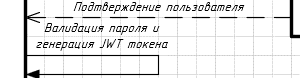 Подтверждение пользователя
Валидация пароля и
генерация JWT токена